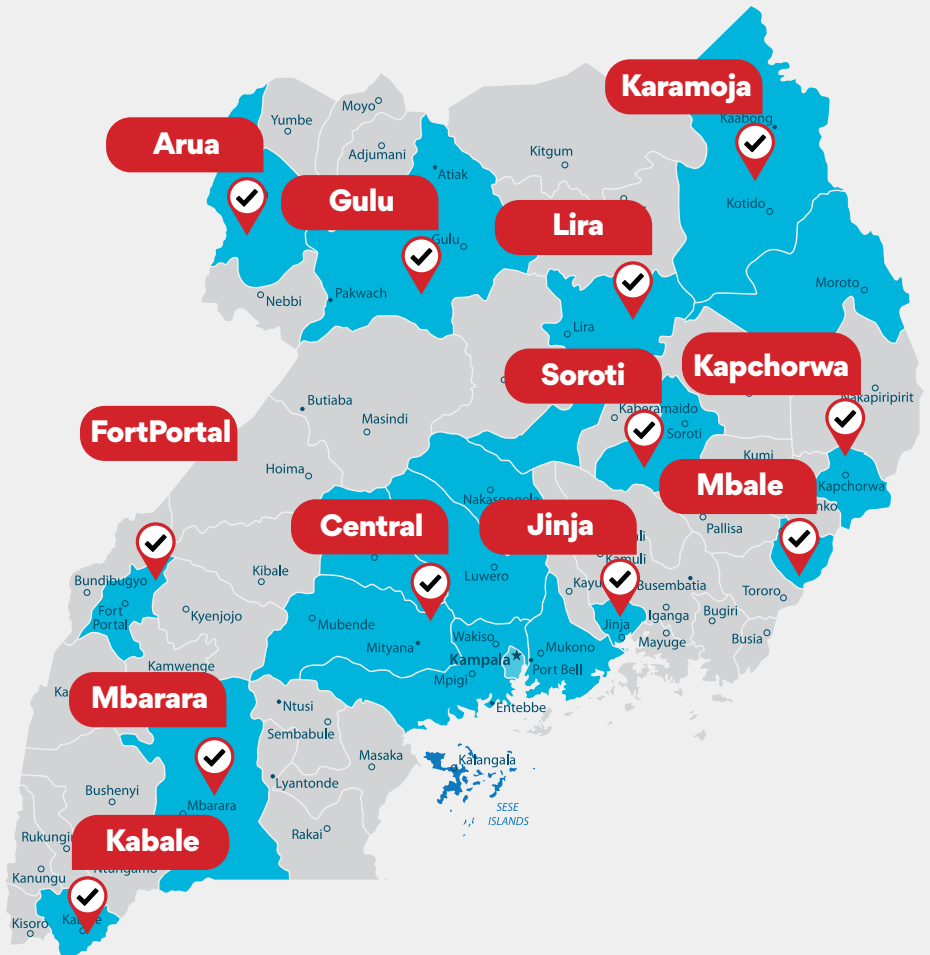 Karamoja
Kaabong
Moyo
Yumbe
Arua
Adjumani
Kitgum
Atiak
Gulu
Kotido
Lira
Gulu
Moroto
Nebbi
Pakwach
Lira
Kapchorwa
Soroti
Nakapiripirit
Butiaba
Kaberamaido
Masindi
Soroti
FortPortal
Kumi
Hoima
Mbale
Kapchorwa
Nakasongola
Central
Jinja
Pallisa
Kamuli
Kibale
Luwero
Bundibugyo
Busembatia
Tororo
Fort
Portal
Kyenjojo
Mubende
Iganga
Bugiri
Jinja
Wakiso
Mityana
Mukono
Mayuge
Busia
Kampala
Kamwenge
Port Bell
Mpigi
Mbarara
Ntusi
Entebbe
Sembabule
Masaka
Kalangala
Lyantonde
Bushenyi
Mbarara
SESE
ISLANDS
Rakai
Kabale
Kanungu
Kisoro